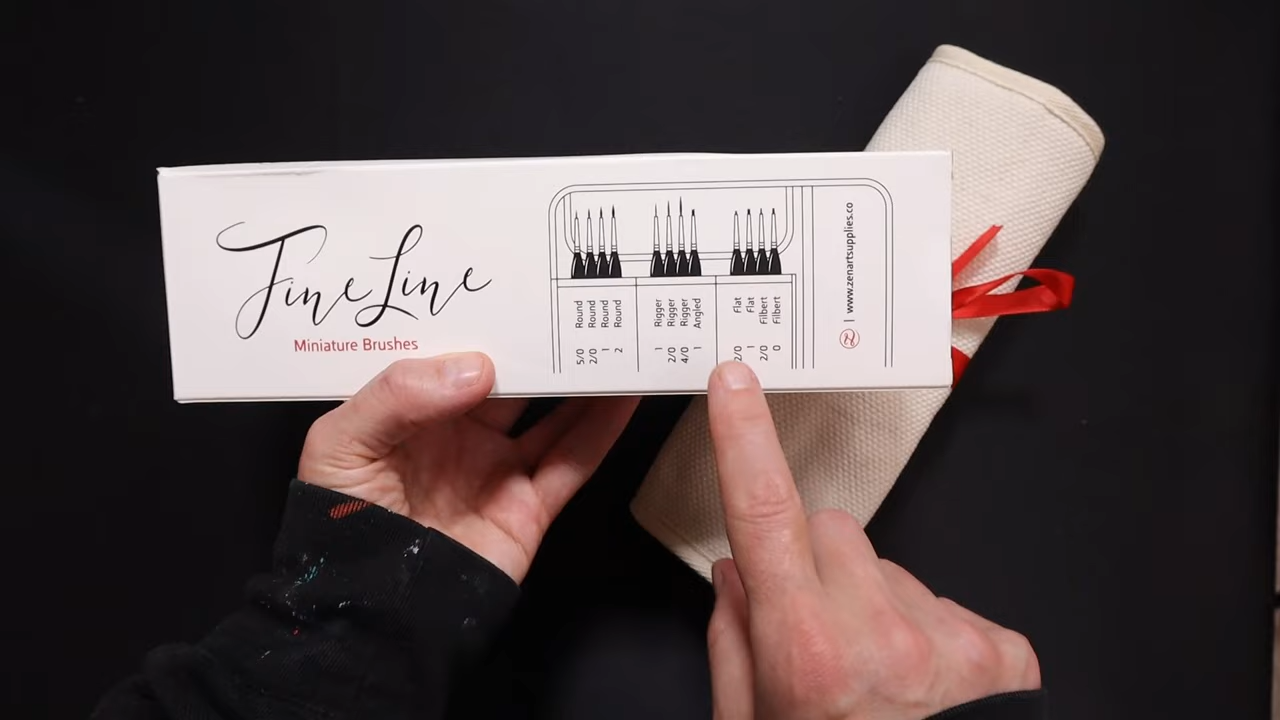 Fine Line
Miniature Brushes
5/0 Round
2/0 Round
1 Round
2 Round
1 Rigger
2/0 Rigger
4/0 Rigger
1 Angled
2/0 Flat
1 Flat
2/0 Filbert
0 Filbert
| www.zenartsupplies.co